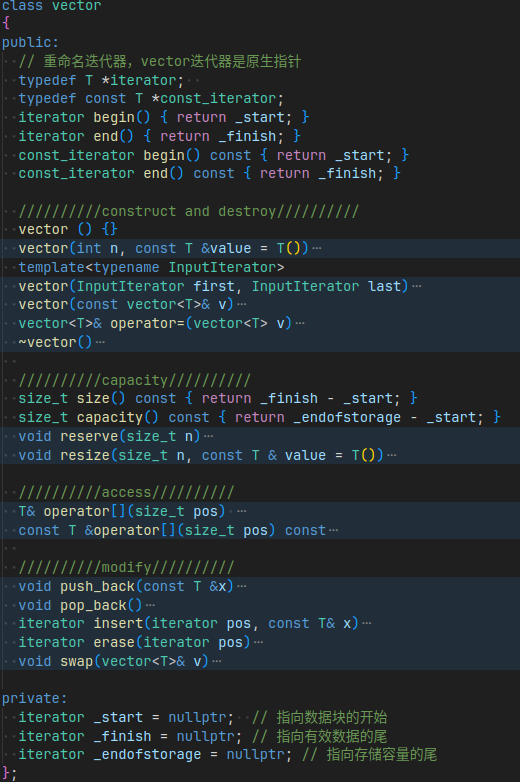 class vector
{
public:
  // 重命名迭代器，vector迭代器是原生指针
  typedef T *iterator;
  typedef const T *const_iterator;
  iterator begin() { return _start; }
  iterator end() { return _finish; }
  const_iterator begin() const { return _start; }
  const_iterator end() const { return _finish; }

  //////////construct and destroy//////////
  vector () {}
  vector(int n, const T &value = T())⋯
  template<typename InputIterator>
  vector(InputIterator first, InputIterator last)⋯
  vector(const vector<T>& v)⋯
  vector<T>& operator=(vector<T> v)⋯
  ~vector()⋯

  //////////capacity//////////
  size_t size() const { return _finish - _start; }
  size_t capacity() const { return _endofstorage - _start; }
  void reserve(size_t n)⋯
  void resize(size_t n, const T & value = T())⋯

  //////////access//////////
  T& operator[](size_t pos) ⋯
  const T &operator[](size_t pos) const⋯

  //////////modify//////////
  void push_back(const T &x)⋯
  void pop_back()⋯
  iterator insert(iterator pos, const T& x)⋯
  iterator erase(iterator pos)⋯
  void swap(vector<T>& v)⋯

private:
  iterator _start = nullptr;  // 指向数据块的开始
  iterator _finish = nullptr; // 指向有效数据的尾
  iterator _endofstorage = nullptr; // 指向存储容量的尾
};